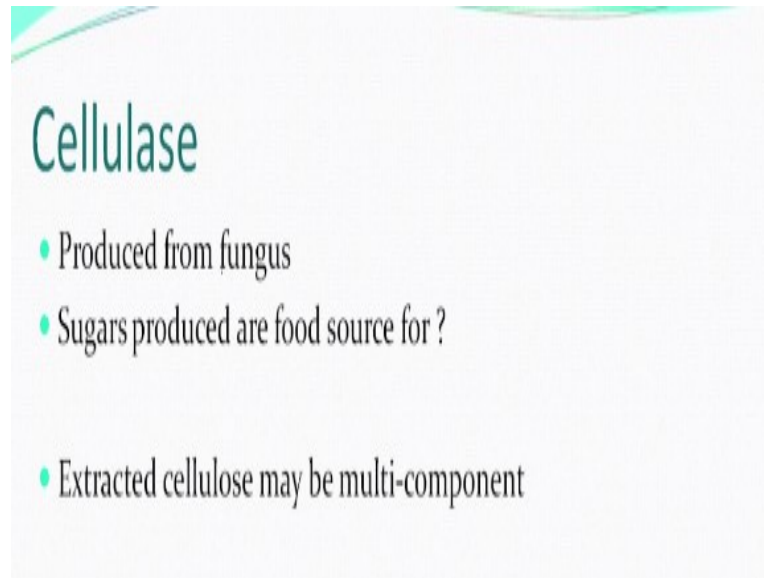 Cellulase
• Produced from fungus
• Sugars produced are food source for ?
• Extracted cellulose may be multi-component